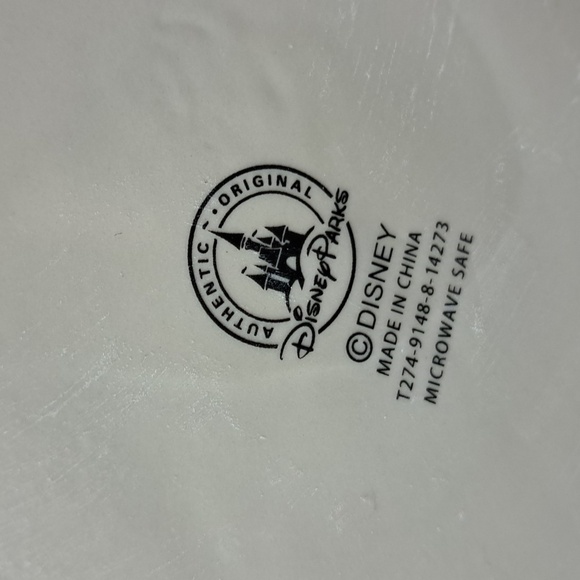 AUTHENTIC • ORIGINAL
Disney Parks
© DISNEY
MADE IN CHINA
T274-9148-8-14273
MICROWAVE SAFE